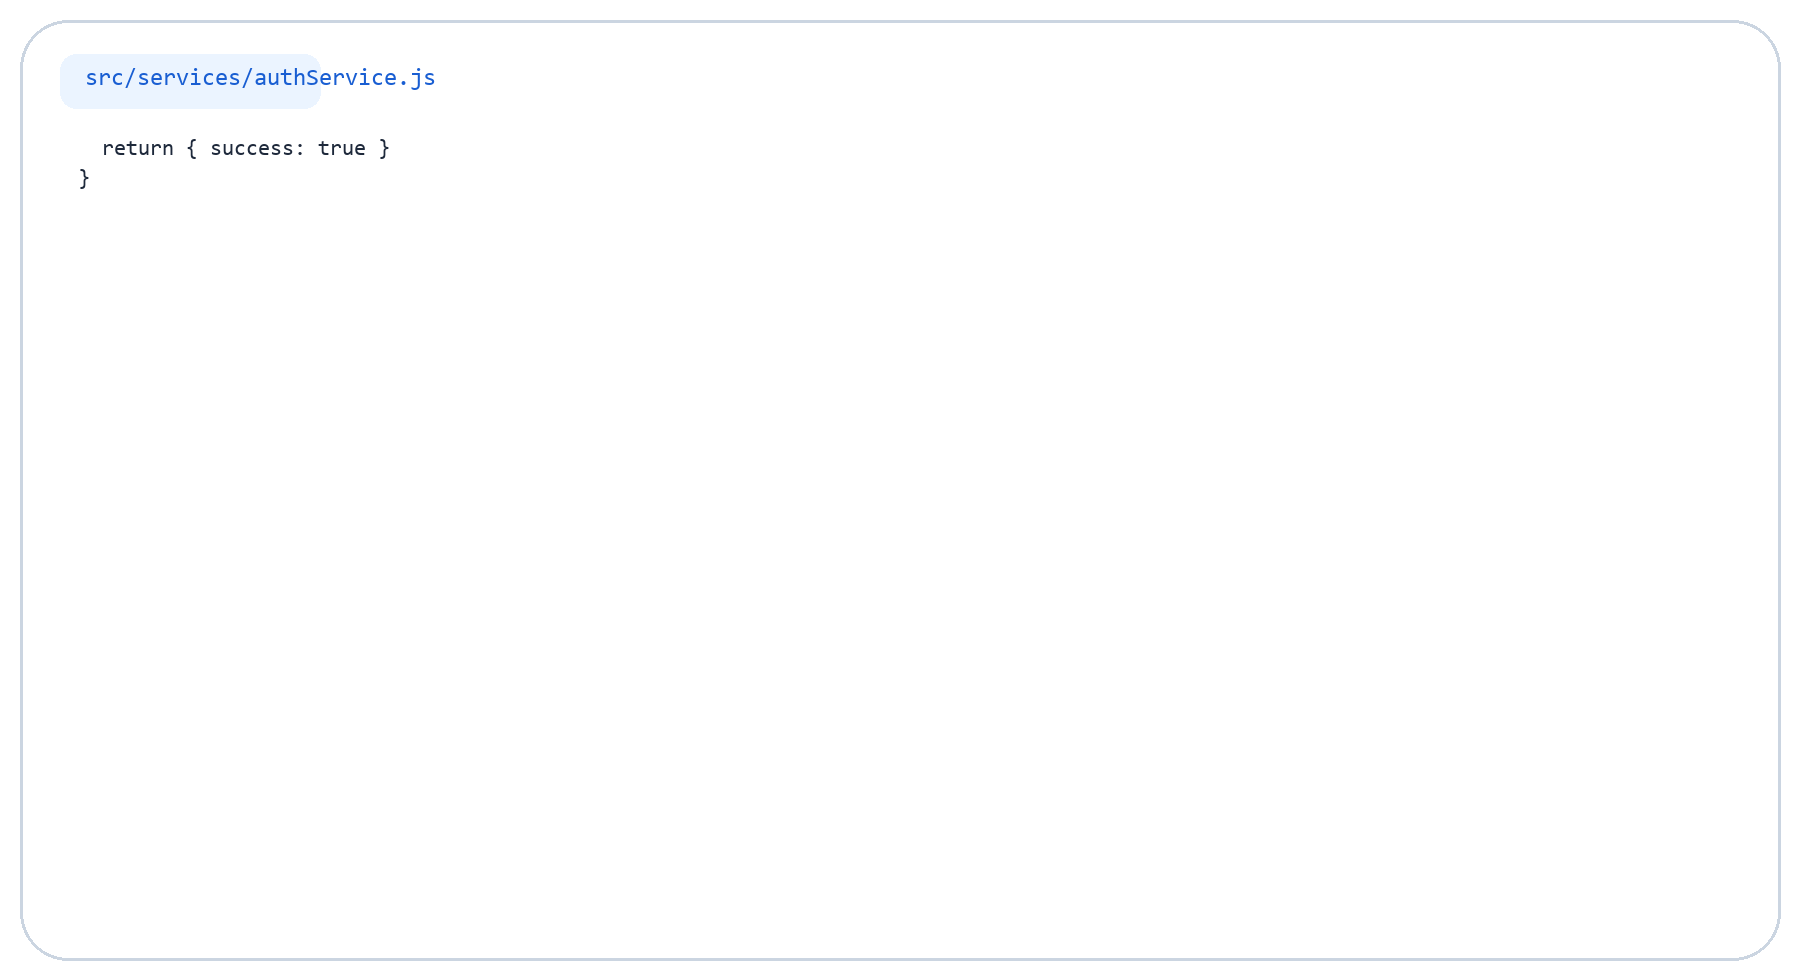 src/services/authService.js
  return { success: true }
}